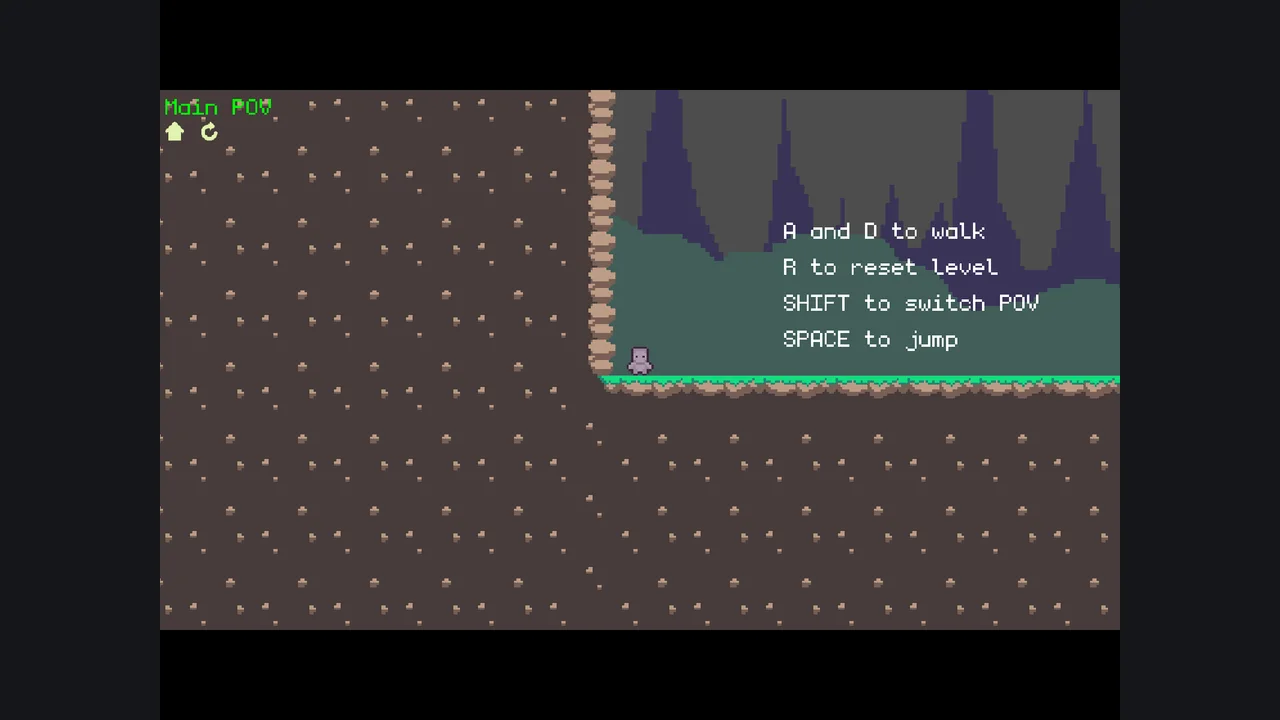 Main POV
A and D to walk
R to reset level
SHIFT to switch POV
SPACE to jump